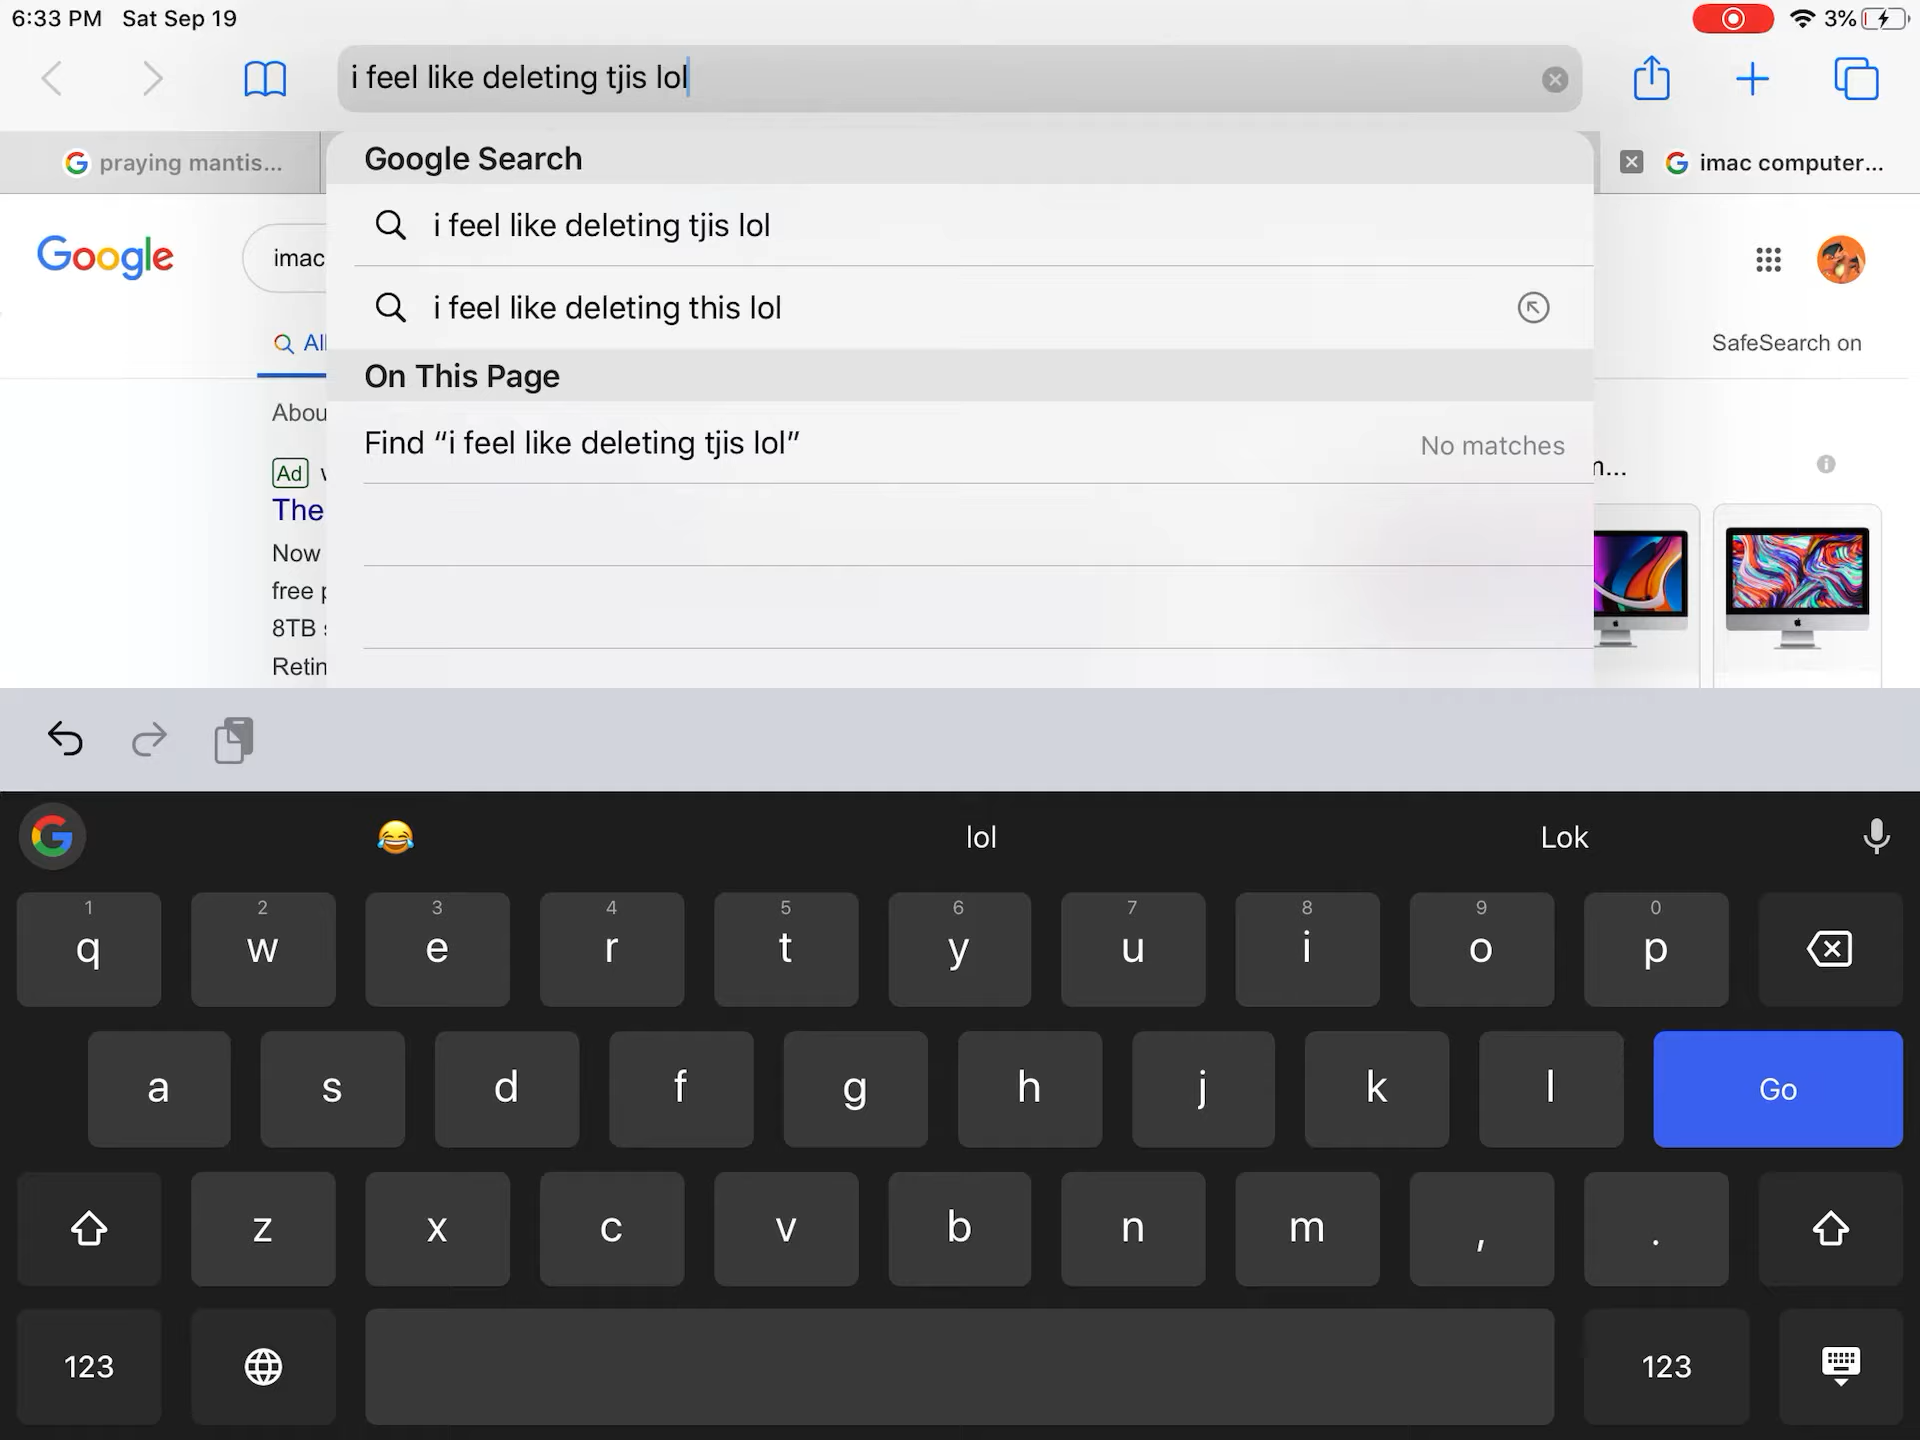 6:33 PM Sat Sep 19
3%
i feel like deleting tjis lol
praying mantis...
Google Search
imac computer...
i feel like deleting tjis lol
Google
imac
i feel like deleting this lol
All
SafeSearch on
On This Page
Abou
Find “i feel like deleting tjis lol”
No matches
Ad
The
Now
free
8TB
Retin
😂
lol
Lok
1 2 3 4 5 6 7 8 9 0
q w e r t y u i o p
a s d f g h j k l Go
z x c v b n m , .
123
123